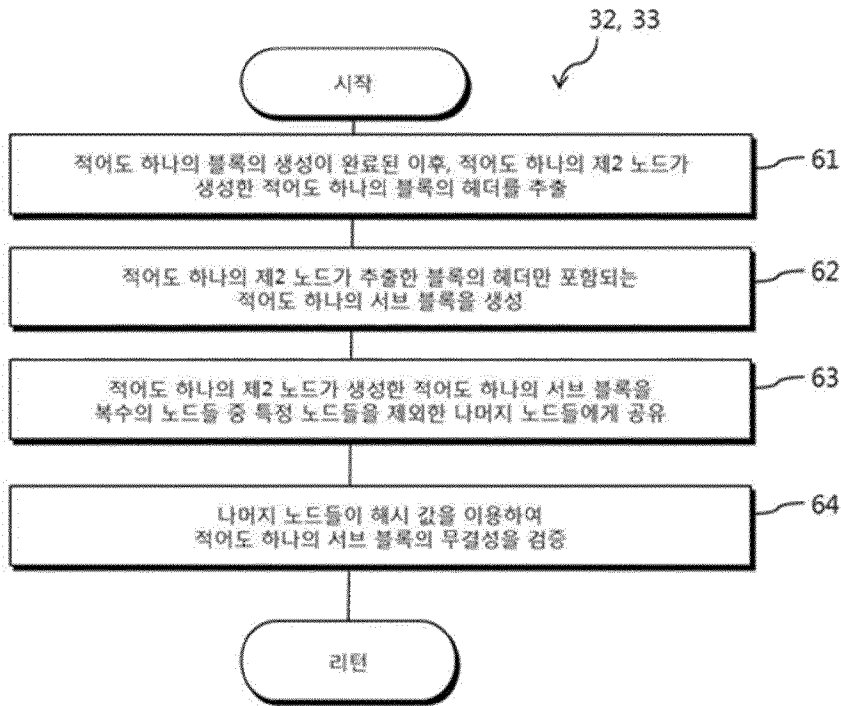 32, 33
시작
적어도 하나의 블록의 생성이 완료된 이후, 적어도 하나의 제2 노드가
생성한 적어도 하나의 블록의 헤더를 추출
61
적어도 하나의 제2 노드가 추출한 블록의 헤더만 포함되는
적어도 하나의 서브 블록을 생성
62
적어도 하나의 제2 노드가 생성한 적어도 하나의 서브 블록을
복수의 노드들 중 특정 노드들을 제외한 나머지 노드들에게 공유
63
나머지 노드들이 해시 값을 이용하여
적어도 하나의 서브 블록의 무결성을 검증
64
리턴